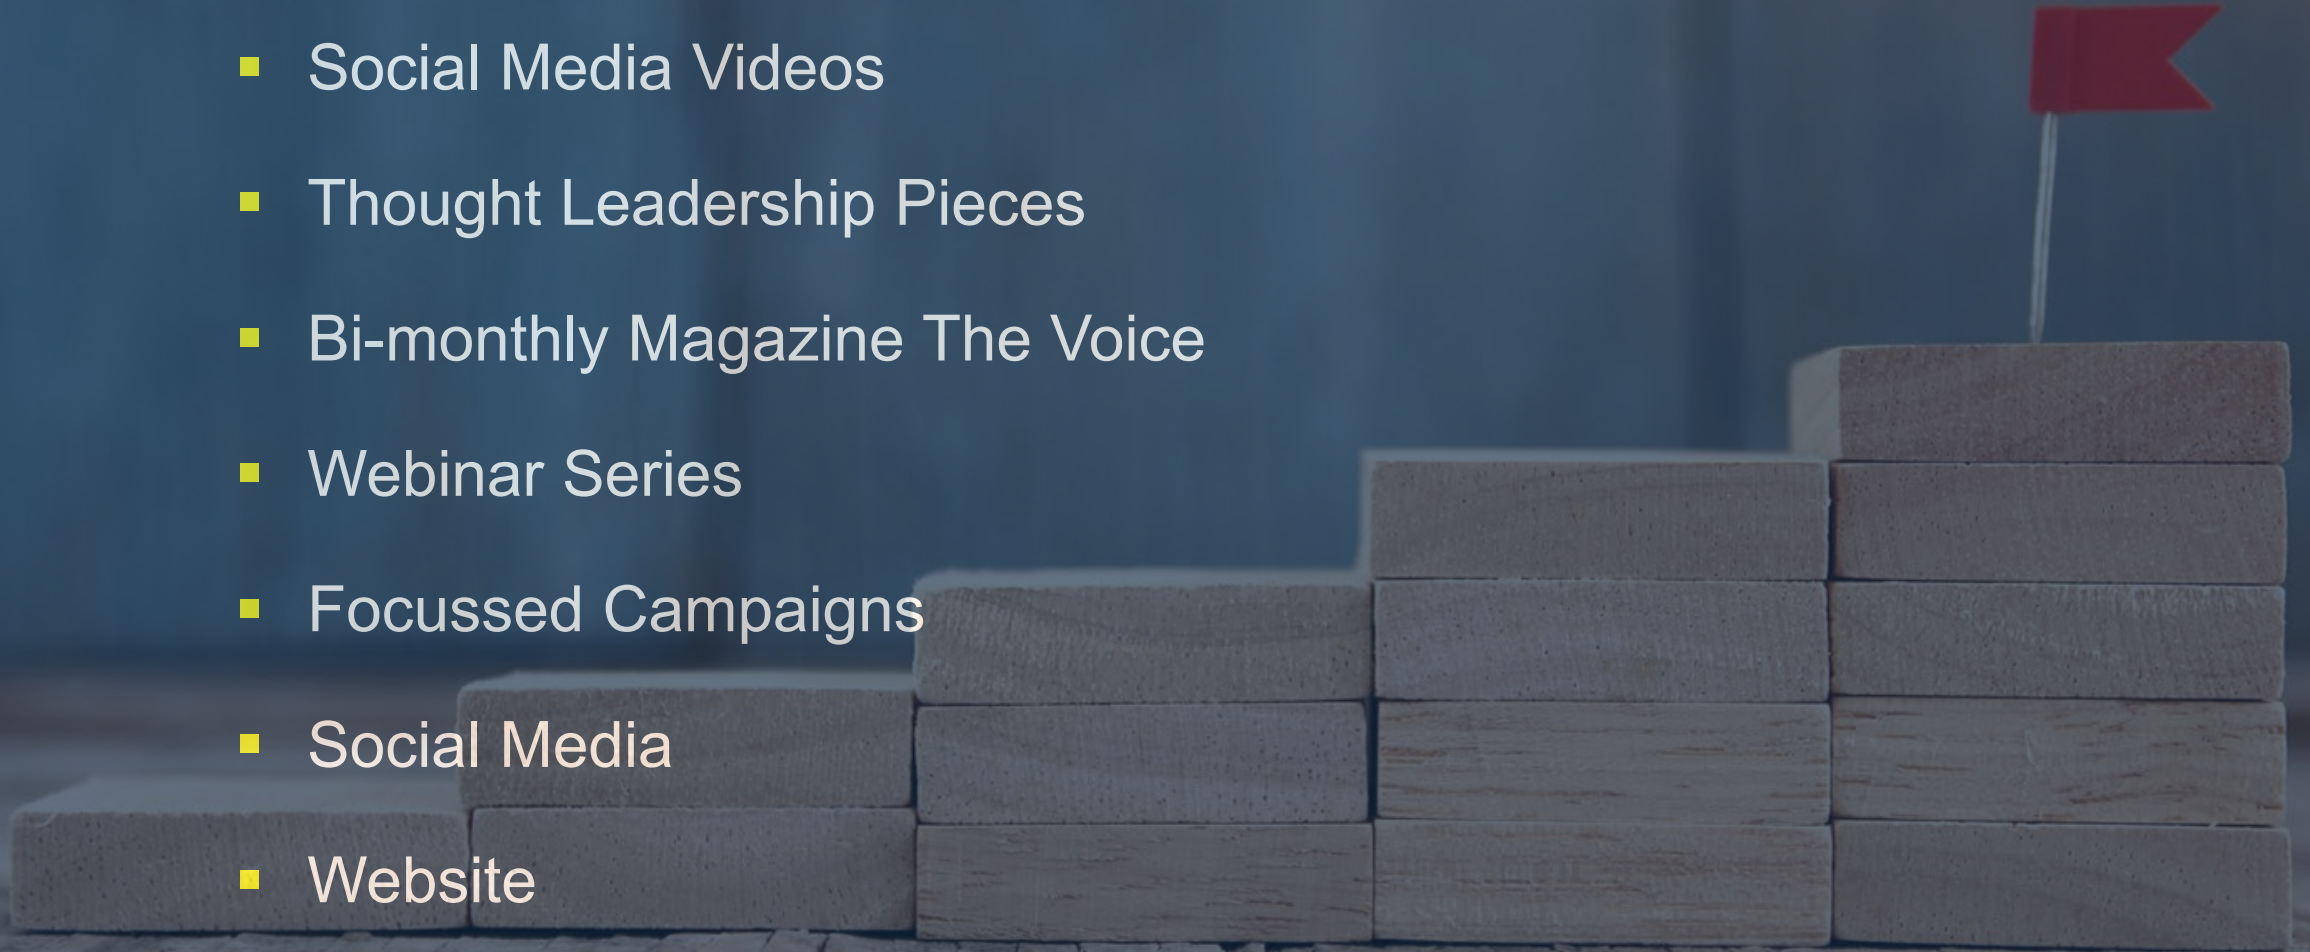 ▪ Social Media Videos
▪ Thought Leadership Pieces
▪ Bi-monthly Magazine The Voice
▪ Webinar Series
▪ Focussed Campaigns
▪ Social Media
▪ Website